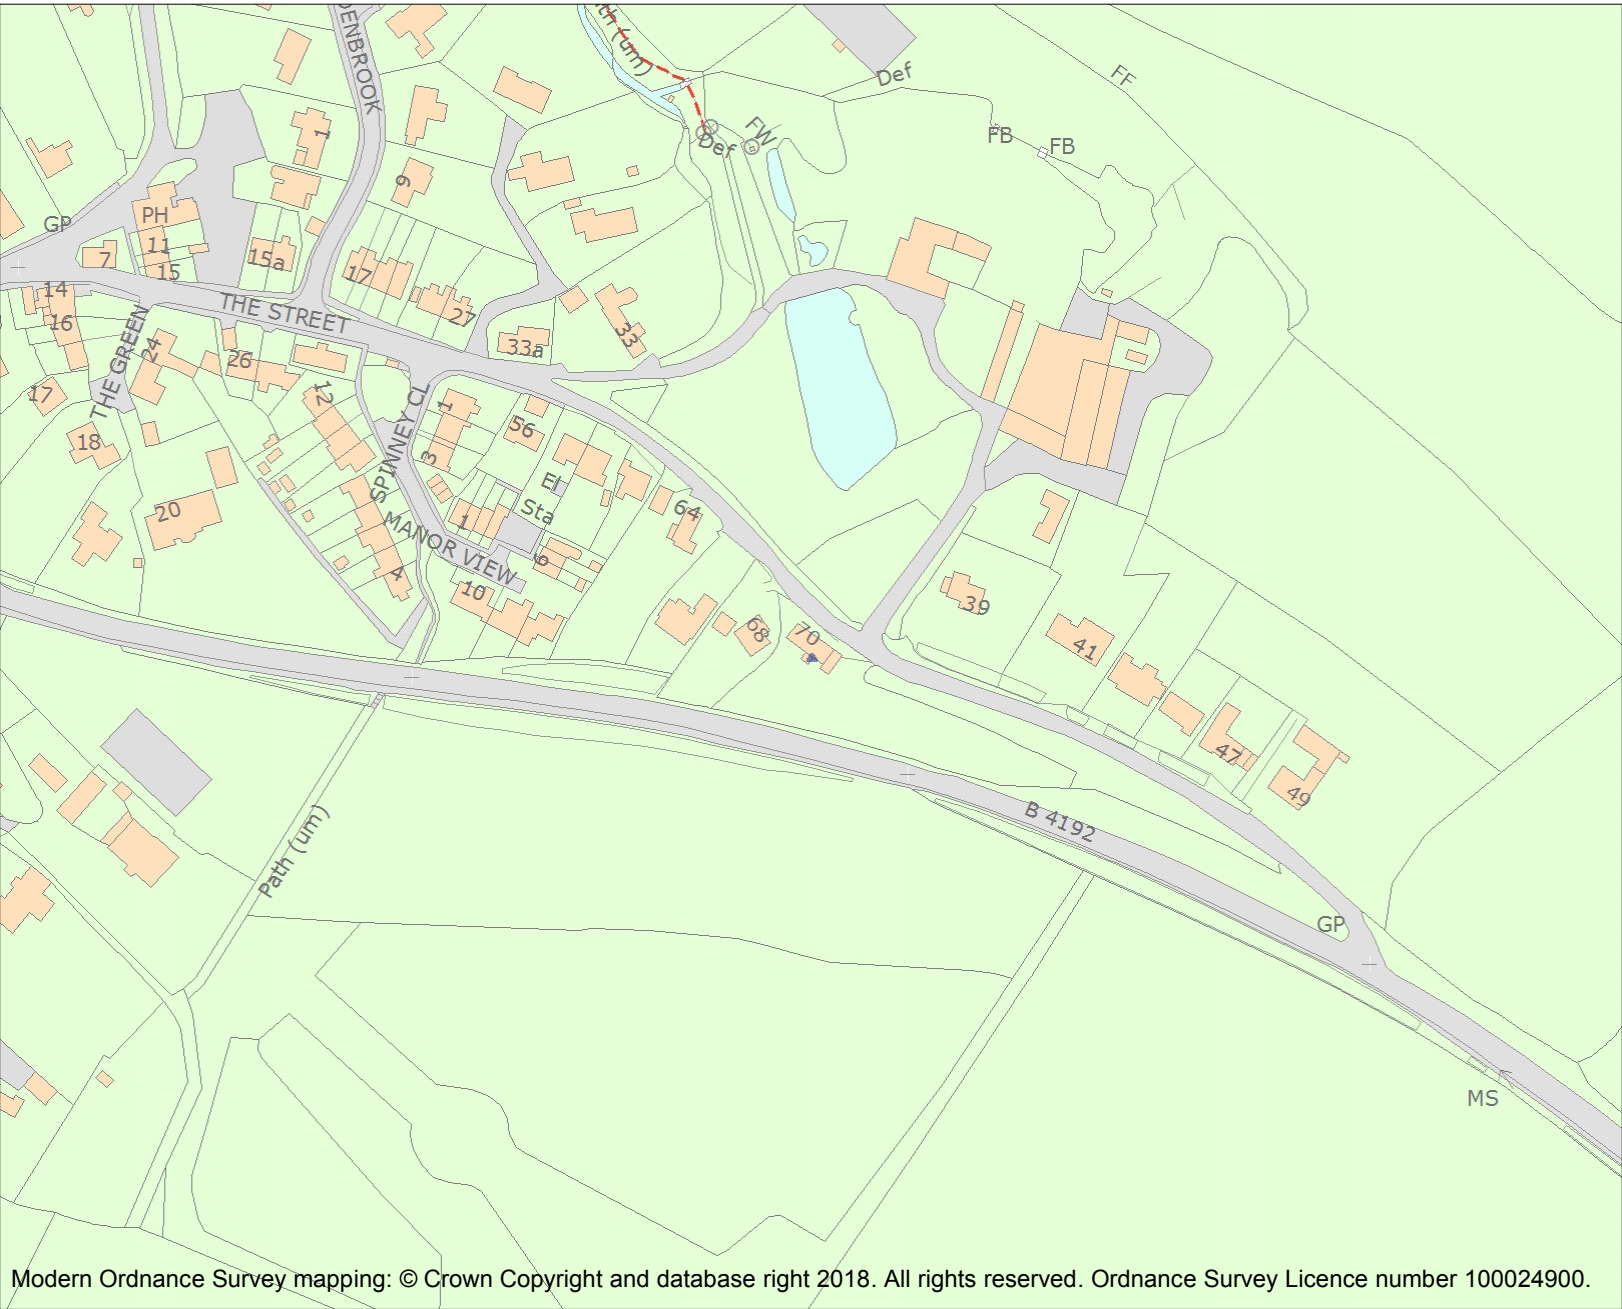 DENBROOK
th (um)
Def
FF
1
Def
FW
FB
FB
9
GP
PH
11
7
15
15a
17
27
14
THE STREET
16
33
33a
THE GREEN
24
26
17
12
18
SPINNEY CL
1
56
3
El
Sta
20
1
64
MANOR VIEW
6
4
10
39
68
70
41
47
49
B 4192
Path (um)
GP
MS
Modern Ordnance Survey mapping: © Crown Copyright and database right 2018. All rights reserved. Ordnance Survey Licence number 100024900.